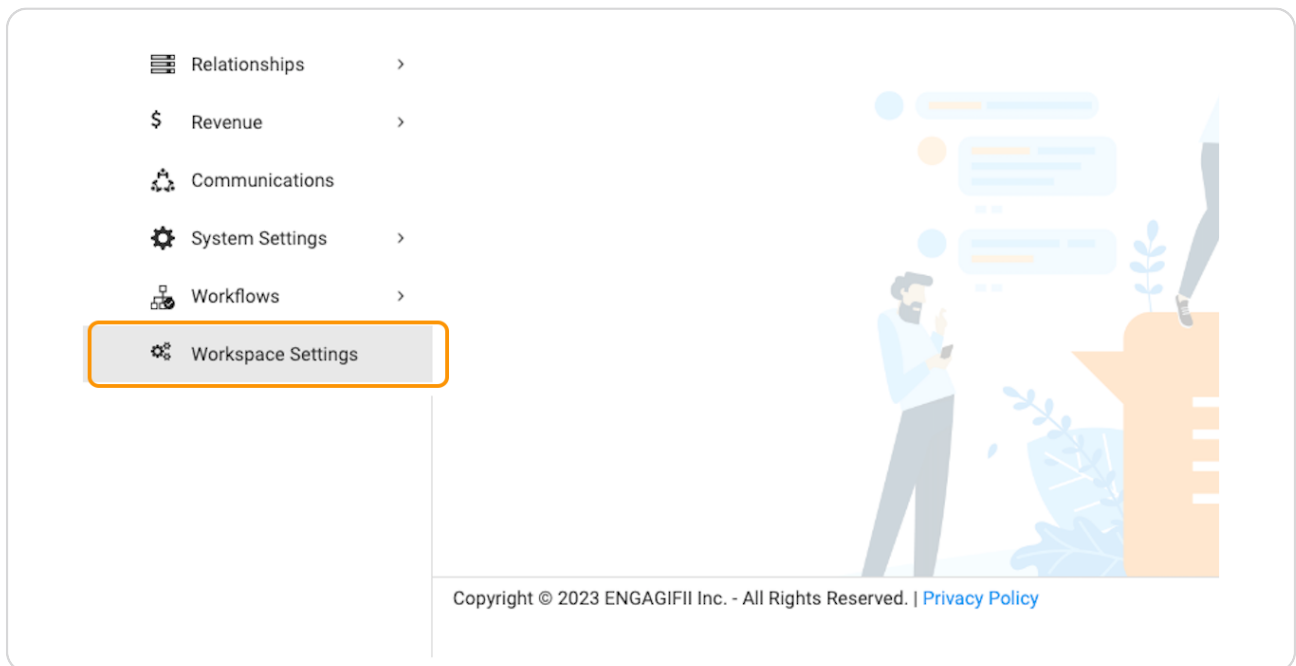 Relationships
Revenue
Communications
System Settings
Workflows
Workspace Settings
Copyright © 2023 ENGAGIFII Inc. - All Rights Reserved. | Privacy Policy